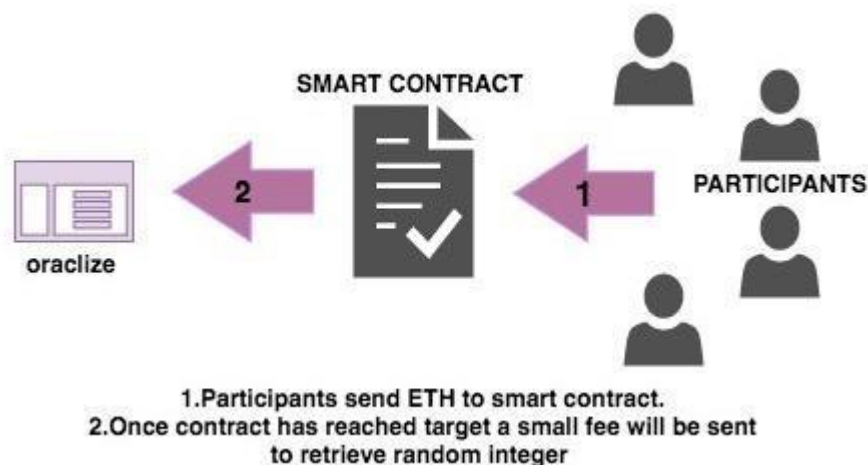 SMART CONTRACT
2
1
PARTICIPANTS
oraclize
1.Participants send ETH to smart contract.
2.Once contract has reached target a small fee will be sent
to retrieve random integer